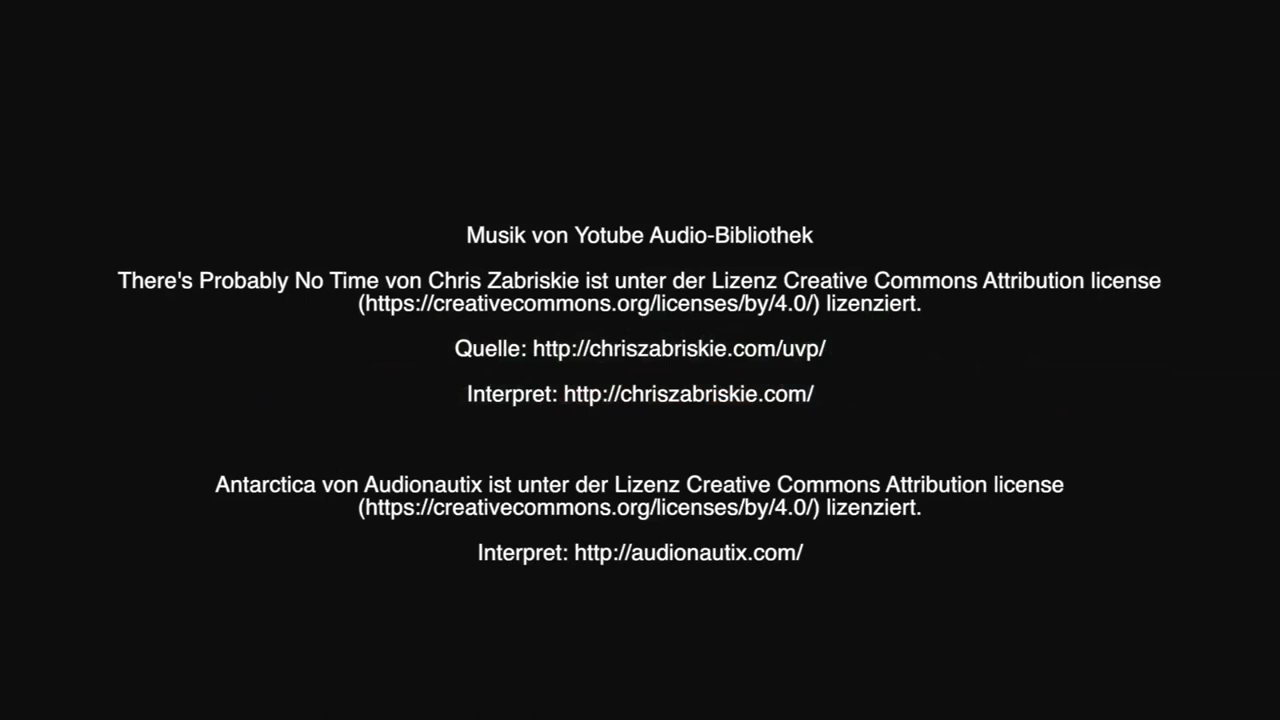 Musik von Yotube Audio-Bibliothek
There's Probably No Time von Chris Zabriskie ist unter der Lizenz Creative Commons Attribution license
(https://creativecommons.org/licenses/by/4.0/) lizenziert.
Quelle: http://chriszabriskie.com/uvp/
Interpret: http://chriszabriskie.com/
Antarctica von Audionautix ist unter der Lizenz Creative Commons Attribution license
(https://creativecommons.org/licenses/by/4.0/) lizenziert.
Interpret: http://audionautix.com/